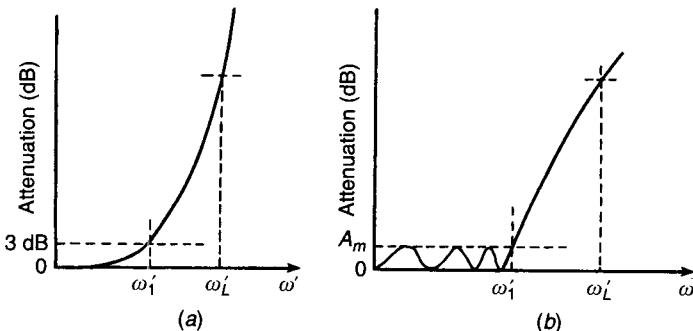 Attenuation (dB)
3 dB
0
ω′₁
ω′L
ω′
(a)
Attenuation (dB)
Aₘ
0
ω′₁
ω′L
ω′
(b)